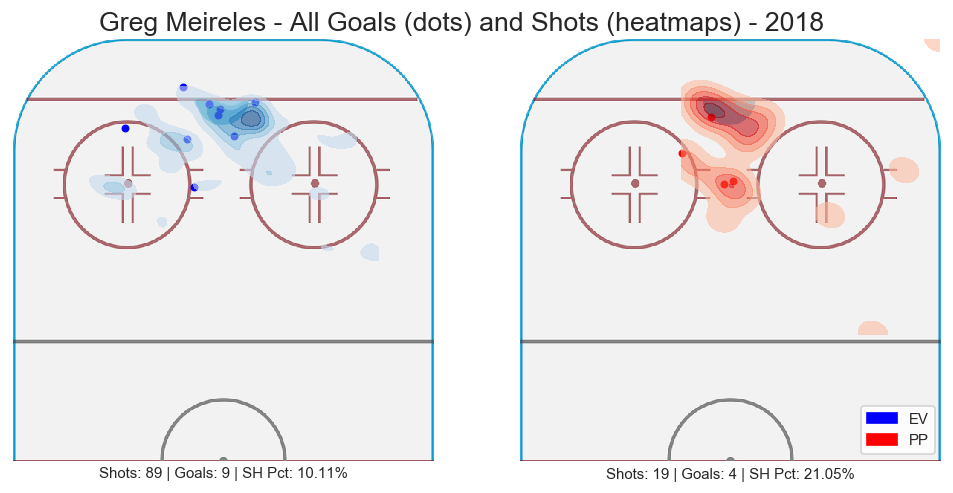 Greg Meireles - All Goals (dots) and Shots (heatmaps) - 2018
EV
PP
Shots: 89 | Goals: 9 | SH Pct: 10.11%
Shots: 19 | Goals: 4 | SH Pct: 21.05%